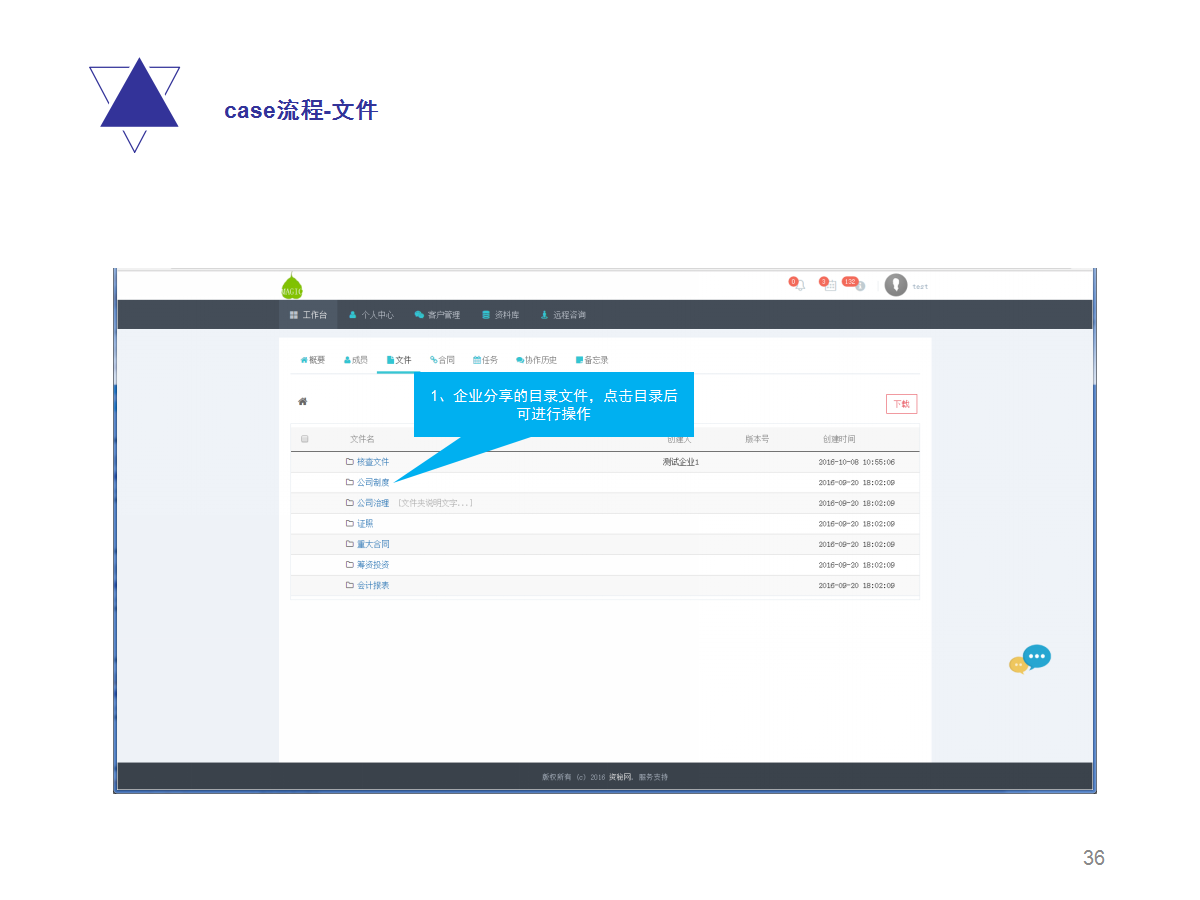 case流程-文件
MAGIC
0
0
132
test
工作台
个人中心
客户管理
资料库
远程咨询
概要
成员
文件
合同
任务
协作历史
备忘录
1、企业分享的目录文件，点击目录后
可进行操作
下载
文件名
创建人
版本号
创建时间
核查文件
测试企业1
2016-10-08 10:55:06
公司制度
2016-09-20 18:02:09
公司治理
[文件夹说明文字...]
2016-09-20 18:02:09
证照
2016-09-20 18:02:09
重大合同
2016-09-20 18:02:09
筹资投资
2016-09-20 18:02:09
会计报表
2016-09-20 18:02:09
版权所有 (c) 2016 资秘网. 服务支持
36